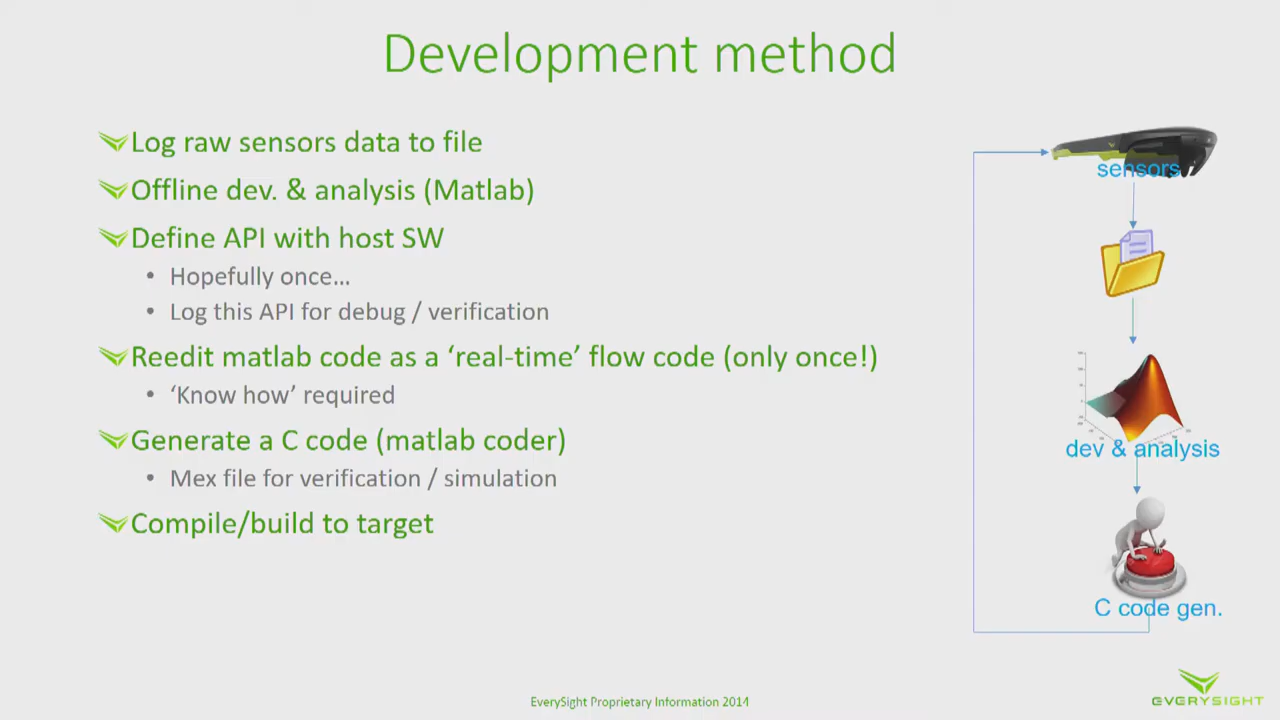 Development method
Log raw sensors data to file
Offline dev. & analysis (Matlab)
Define API with host SW
• Hopefully once…
• Log this API for debug / verification
Reedit matlab code as a ‘real-time’ flow code (only once!)
• ‘Know how’ required
Generate a C code (matlab coder)
• Mex file for verification / simulation
Compile/build to target
sensors
dev & analysis
C code gen.
EverySight Proprietary Information 2014
EVERYSIGHT